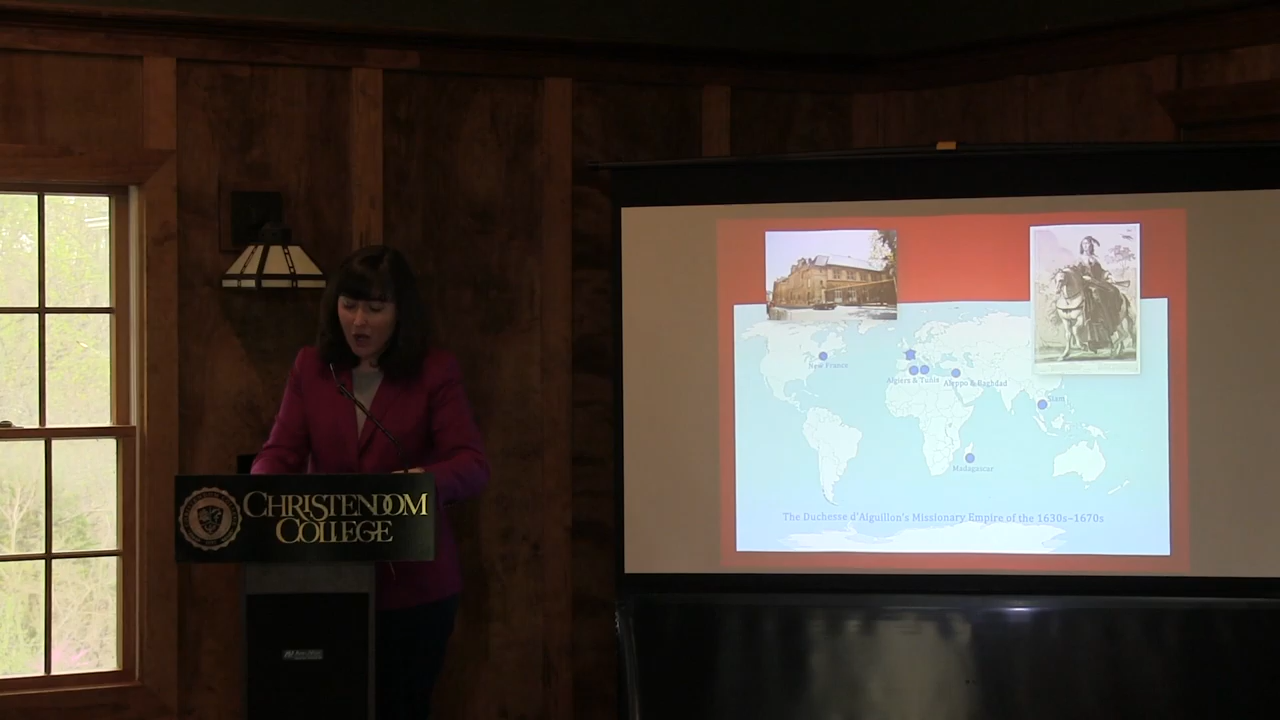 CHRISTENDOM
COLLEGE
New France
Algiers & Tunis
Aleppo & Baghdad
Siam
Madagascar
The Duchesse d'Aiguillon's Missionary Empire of the 1630s–1670s